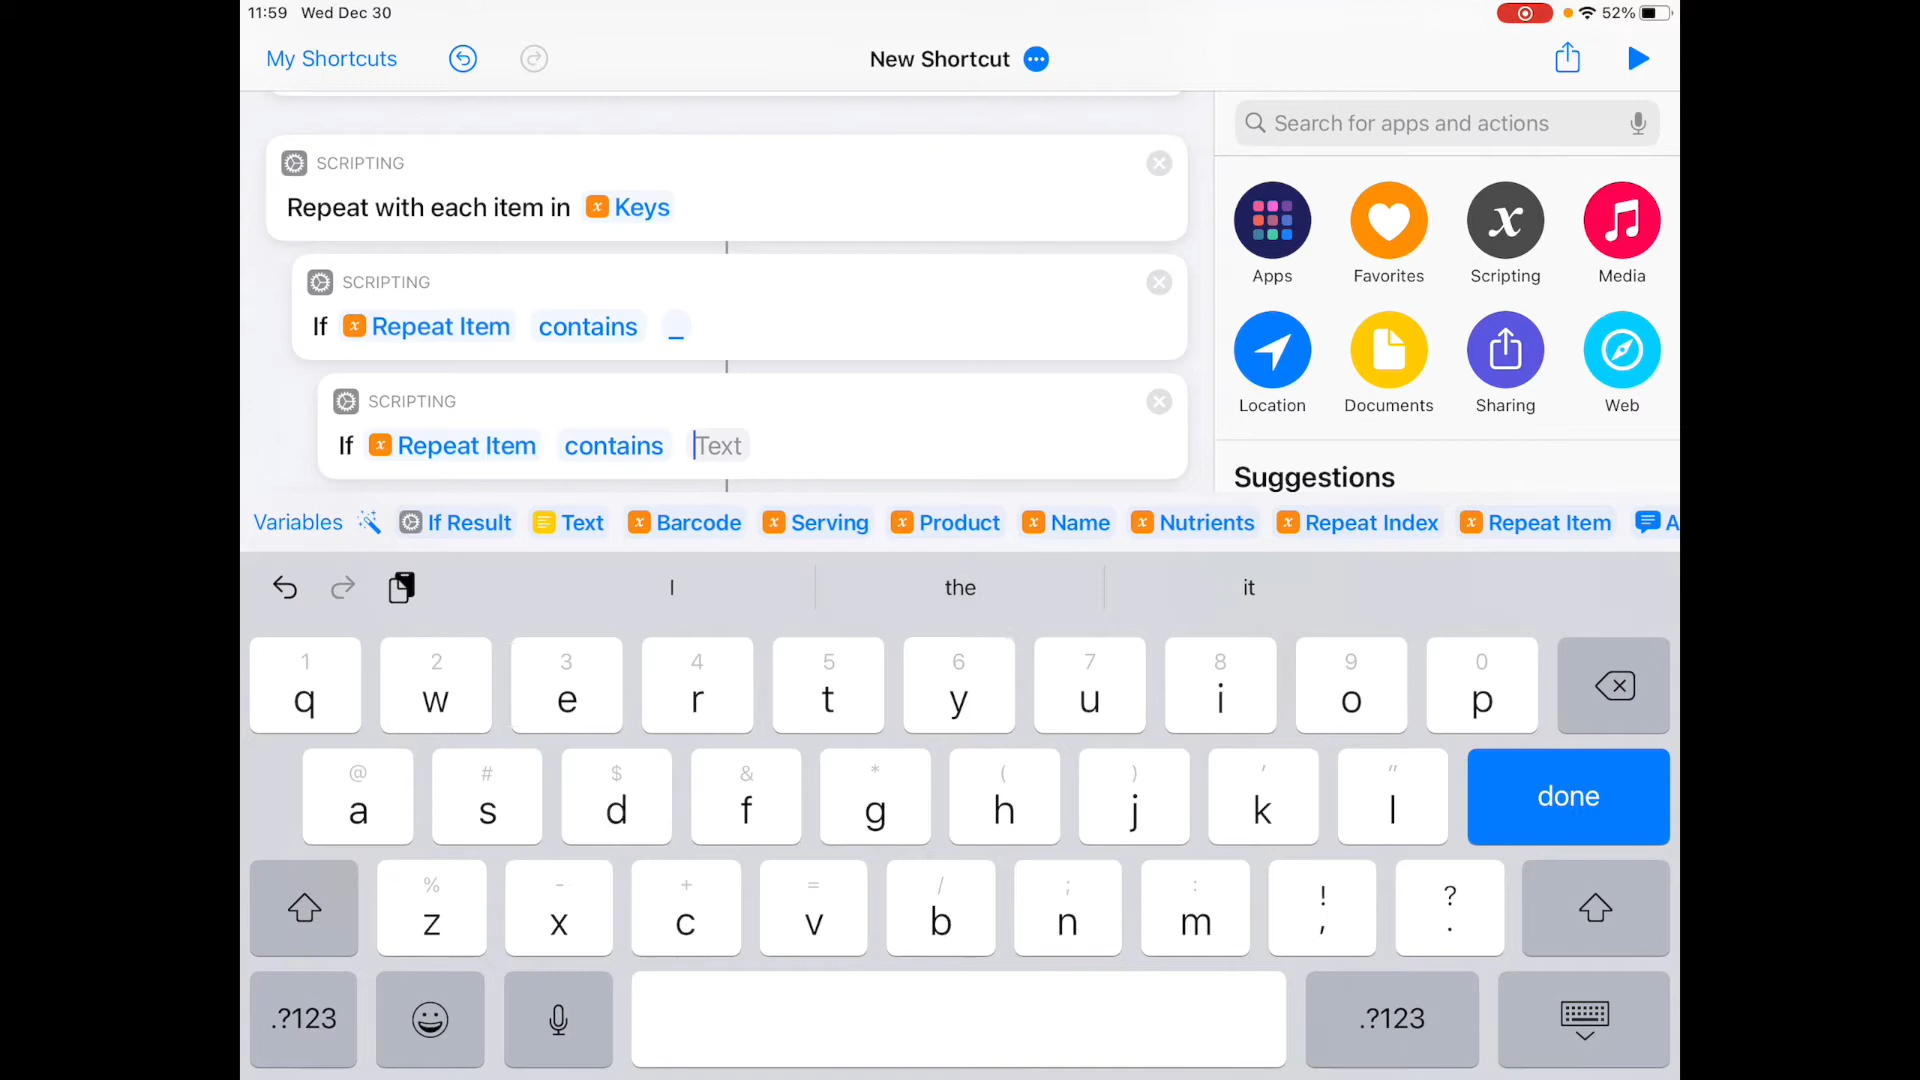 11:59 Wed Dec 30
52%
My Shortcuts
New Shortcut
Search for apps and actions
SCRIPTING
Repeat with each item in x Keys
SCRIPTING
If x Repeat Item contains _
SCRIPTING
If x Repeat Item contains Text
Apps
Favorites
x
Scripting
Media
Location
Documents
Sharing
Web
Suggestions
Variables If Result Text x Barcode x Serving x Product x Name x Nutrients x Repeat Index x Repeat Item A
I the it
1 2 3 4 5 6 7 8 9 0
q w e r t y u i o p
@ # $ & * ( ) ' "
a s d f g h j k l done
% - + = / ; : ! ?
z x c v b n m , .
.?123 .?123